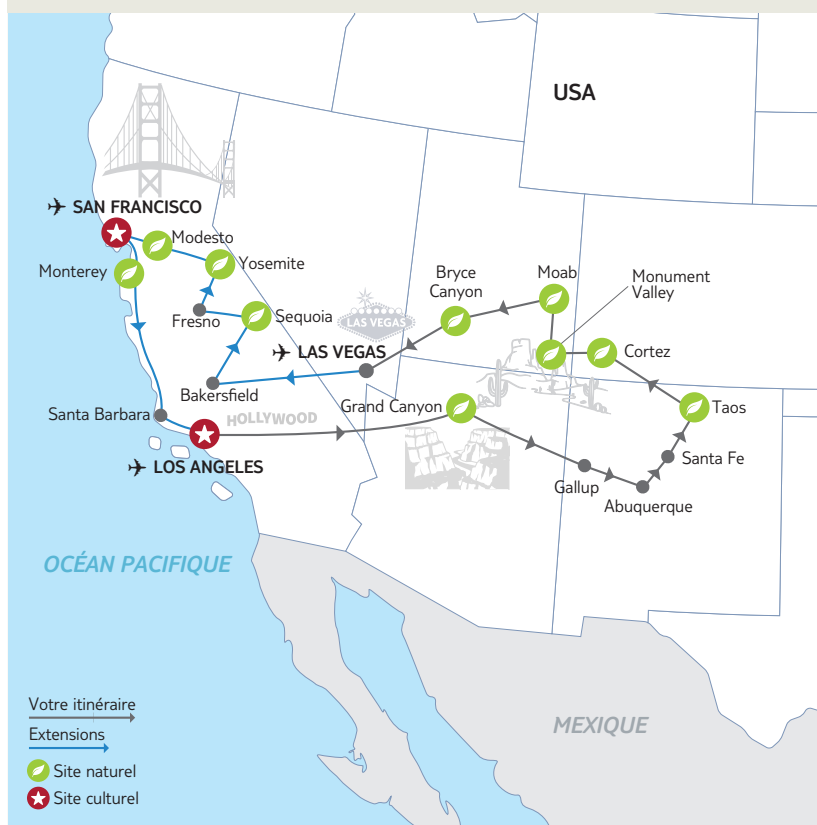 USA
SAN FRANCISCO
Modesto
Monterey
Yosemite
Fresno
Sequoia
Bryce
Canyon
Moab
Monument
Valley
LAS VEGAS
LAS VEGAS
Cortez
Bakersfield
Santa Barbara
HOLLYWOOD
Grand Canyon
Taos
LOS ANGELES
Santa Fe
Gallup
Abuquerque
OCÉAN PACIFIQUE
MEXIQUE
Votre itinéraire
Extensions
Site naturel
Site culturel